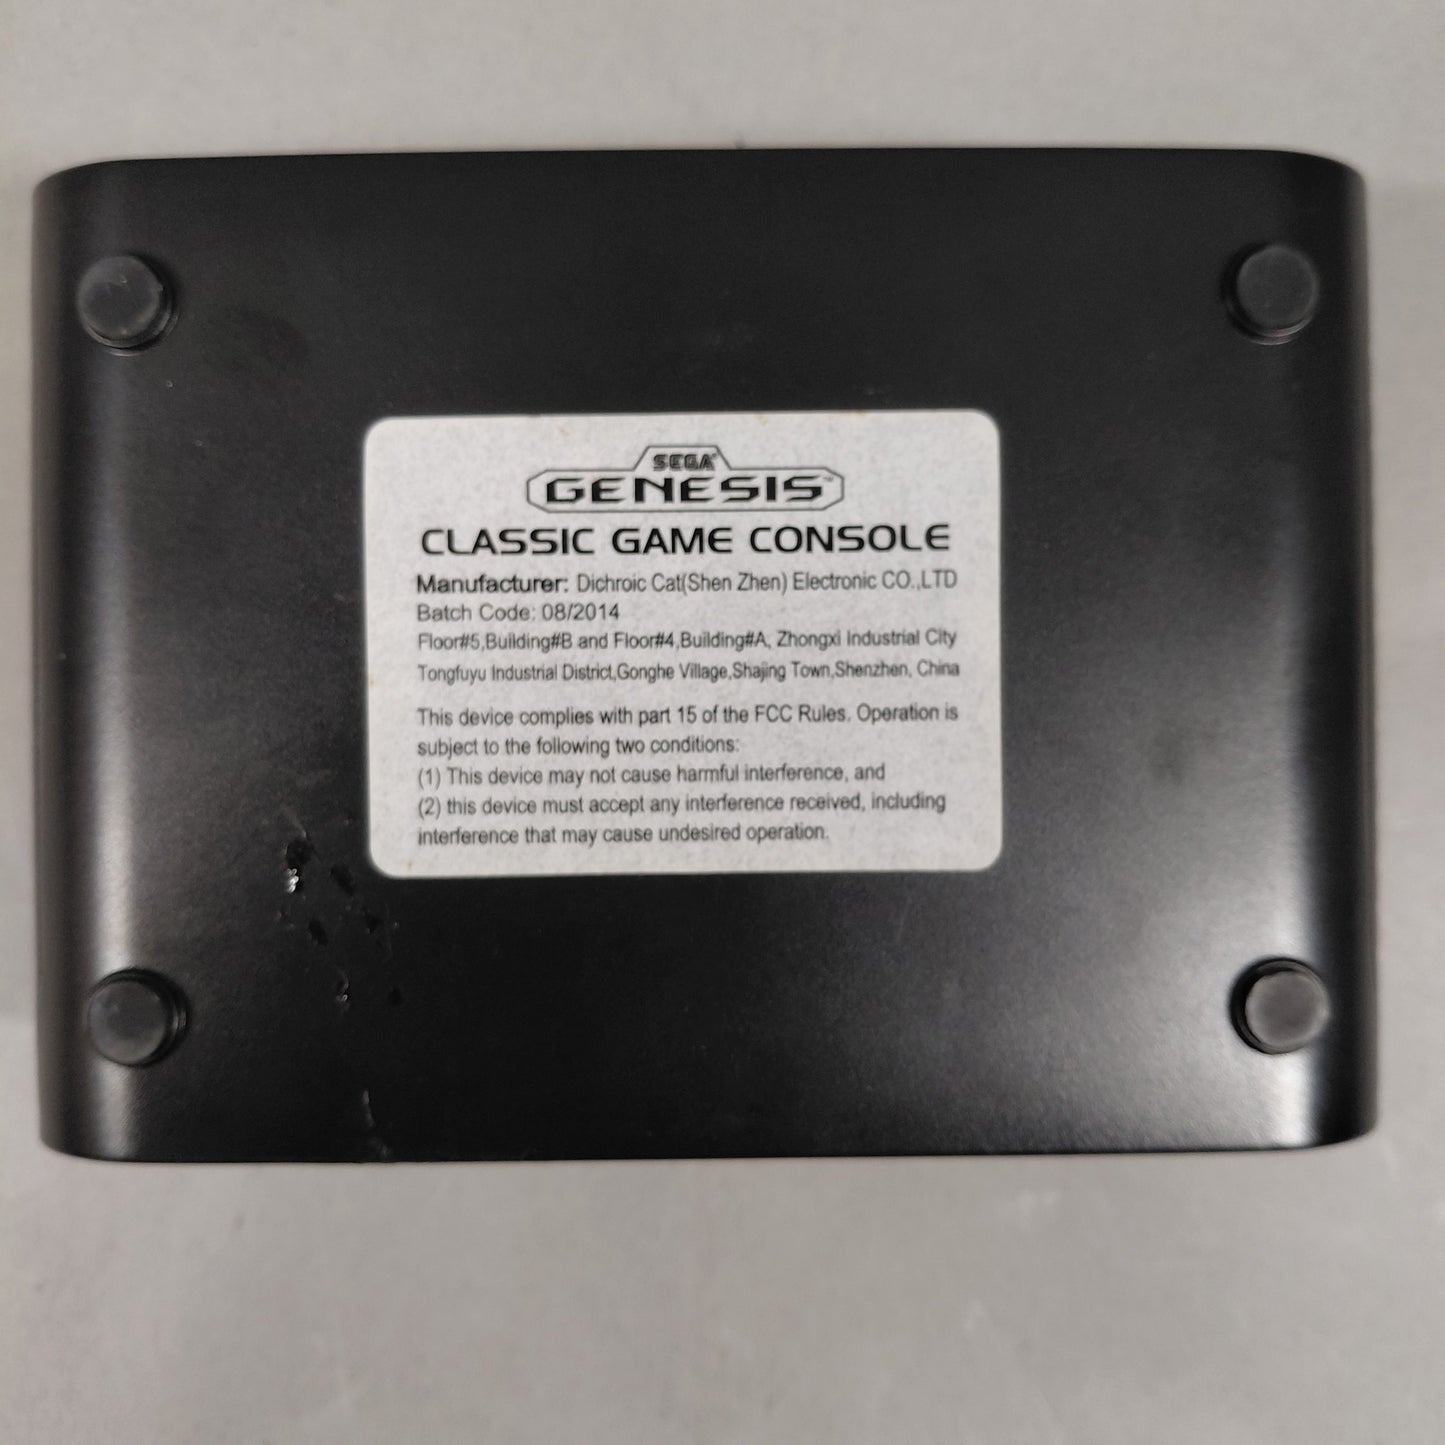 SEGA®
GENESIS™
CLASSIC GAME CONSOLE
Manufacturer: Dichroic Cat(Shen Zhen) Electronic CO.,LTD
Batch Code: 08/2014
Floor#5,Building#B and Floor#4,Building#A, Zhongxi Industrial City
Tongfuyu Industrial District,Gonghe Village,Shajing Town,Shenzhen, China
This device complies with part 15 of the FCC Rules. Operation is
subject to the following two conditions:
(1) This device may not cause harmful interference, and
(2) this device must accept any interference received, including
interference that may cause undesired operation.